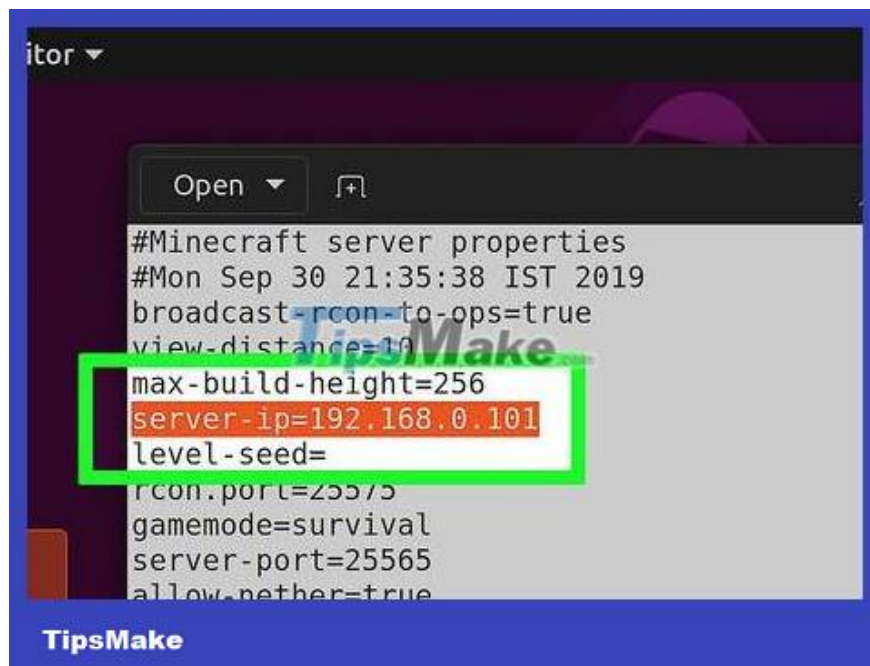 itor
Open
#Minecraft server properties
#Mon Sep 30 21:35:38 IST 2019
broadcast-rcon-to-ops=true
view-distance=10
TipsMake.com
max-build-height=256
server-ip=192.168.0.101
level-seed=
rcon.port=25575
gamemode=survival
server-port=25565
allow-nether=true
TipsMake